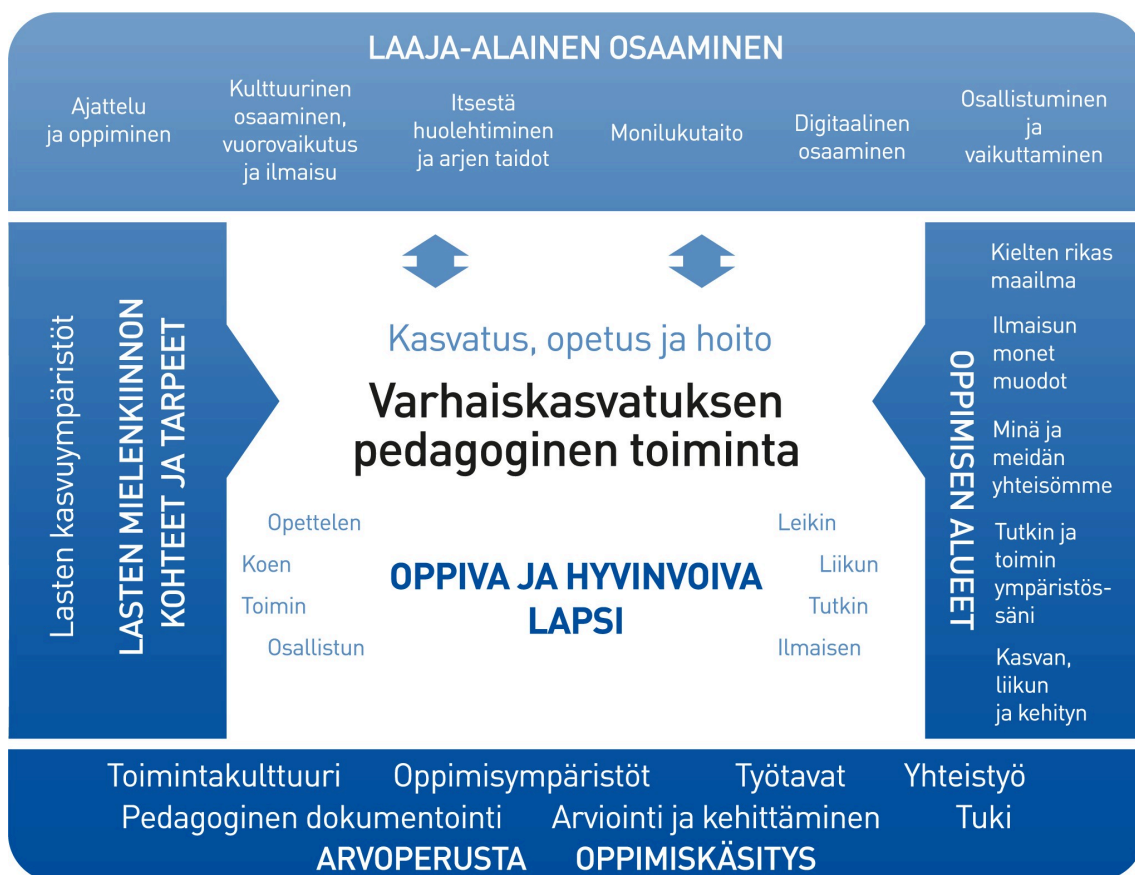 LAAJA-ALAINEN OSAAMINEN
Ajattelu
ja oppiminen
Kulttuurinen
osaaminen,
vuorovaikutus
ja ilmaisu
Itsestä
huolehtiminen
ja arjen taidot
Monilukutaito
Digitaalinen
osaaminen
Osallistuminen
ja
vaikuttaminen
Lasten kasvuympäristöt
LASTEN MIELENKIINNON
KOHTEET JA TARPEET
Kasvatus, opetus ja hoito
Varhaiskasvatuksen
pedagoginen toiminta
Opettelen
Koen
Toimin
Osallistun
OPPIVA JA HYVINVOIVA
LAPSI
Leikin
Liikun
Tutkin
Ilmaisen
OPPIMISEN ALUEET
Kielten rikas
maailma
Ilmaisun
monet
muodot
Minä ja
meidän
yhteisömme
Tutkin ja
toimin
ympäristös-
säni
Kasvan,
liikun
ja kehityn
Toimintakulttuuri Oppimisympäristöt Työtavat Yhteistyö
Pedagoginen dokumentointi Arviointi ja kehittäminen Tuki
ARVOPERUSTA OPPIMISKÄSITYS